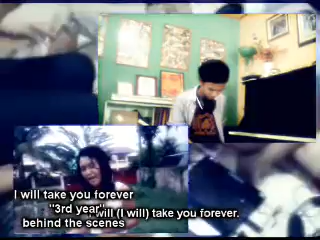 I will take you forever
"3rd year"
will (I will) take you forever.
behind the scenes